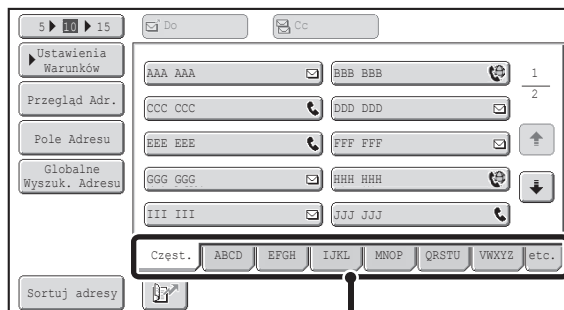 5 10 15
Do
Cc
Ustawienia
Warunków
Przegląd Adr.
Pole Adresu
Globalne
Wyszuk. Adresu
Sortuj adresy
AAA AAA
BBB BBB
CCC CCC
DDD DDD
EEE EEE
FFF FFF
GGG GGG
HHH HHH
III III
JJJ JJJ
1
2
Częst.
ABCD
EFGH
IJKL
MNOP
QRSTU
VWXYZ
etc.